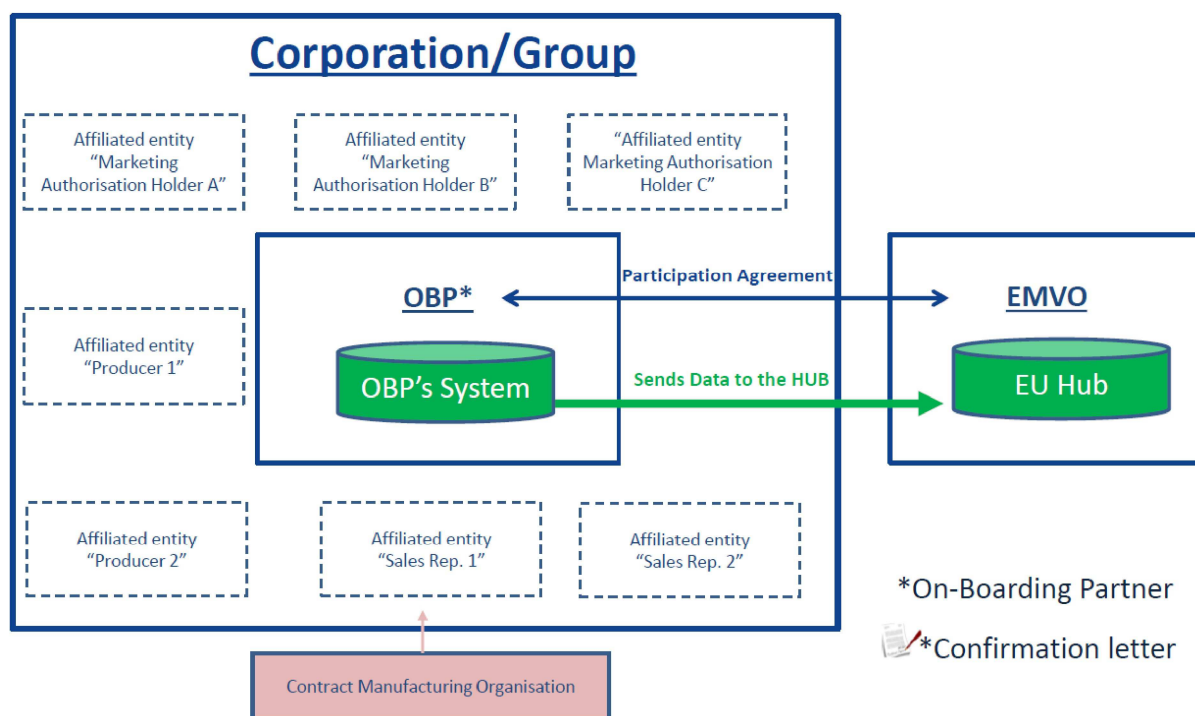 Corporation/Group
Affiliated entity
“Marketing
Authorisation Holder A”
Affiliated entity
“Marketing
Authorisation Holder B”
“Affiliated entity
Marketing Authorisation
Holder C”
OBP*
Participation Agreement
EMVO
Affiliated entity
“Producer 1”
OBP’s System
Sends Data to the HUB
EU Hub
Affiliated entity
“Producer 2”
Affiliated entity
“Sales Rep. 1”
Affiliated entity
“Sales Rep. 2”
*On-Boarding Partner
*Confirmation letter
Contract Manufacturing Organisation